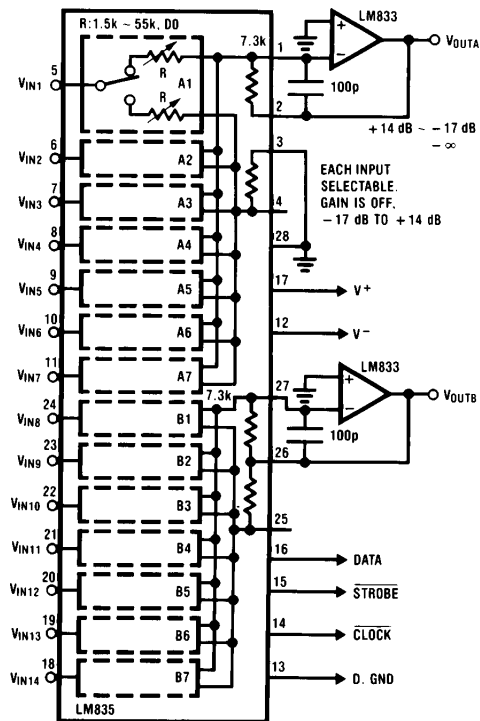 R:1.5k ~ 55k, D0
LM833
7.3k
1
VOUTA
R
A1
5
VIN1
100p
R
2
+14 dB ~ -17 dB
-∞
3
6
VIN2
A2
EACH INPUT
SELECTABLE.
GAIN IS OFF,
-17 dB TO +14 dB
7
VIN3
A3
4
8
VIN4
A4
28
9
VIN5
A5
17
V+
10
VIN6
A6
12
V-
11
VIN7
A7
LM833
24
7.3k
27
VIN8
B1
VOUTB
100p
23
VIN9
B2
26
22
VIN10
B3
25
21
VIN11
B4
16
DATA
20
VIN12
B5
15
STROBE
19
VIN13
B6
14
CLOCK
18
VIN14
B7
13
D. GND
LM835